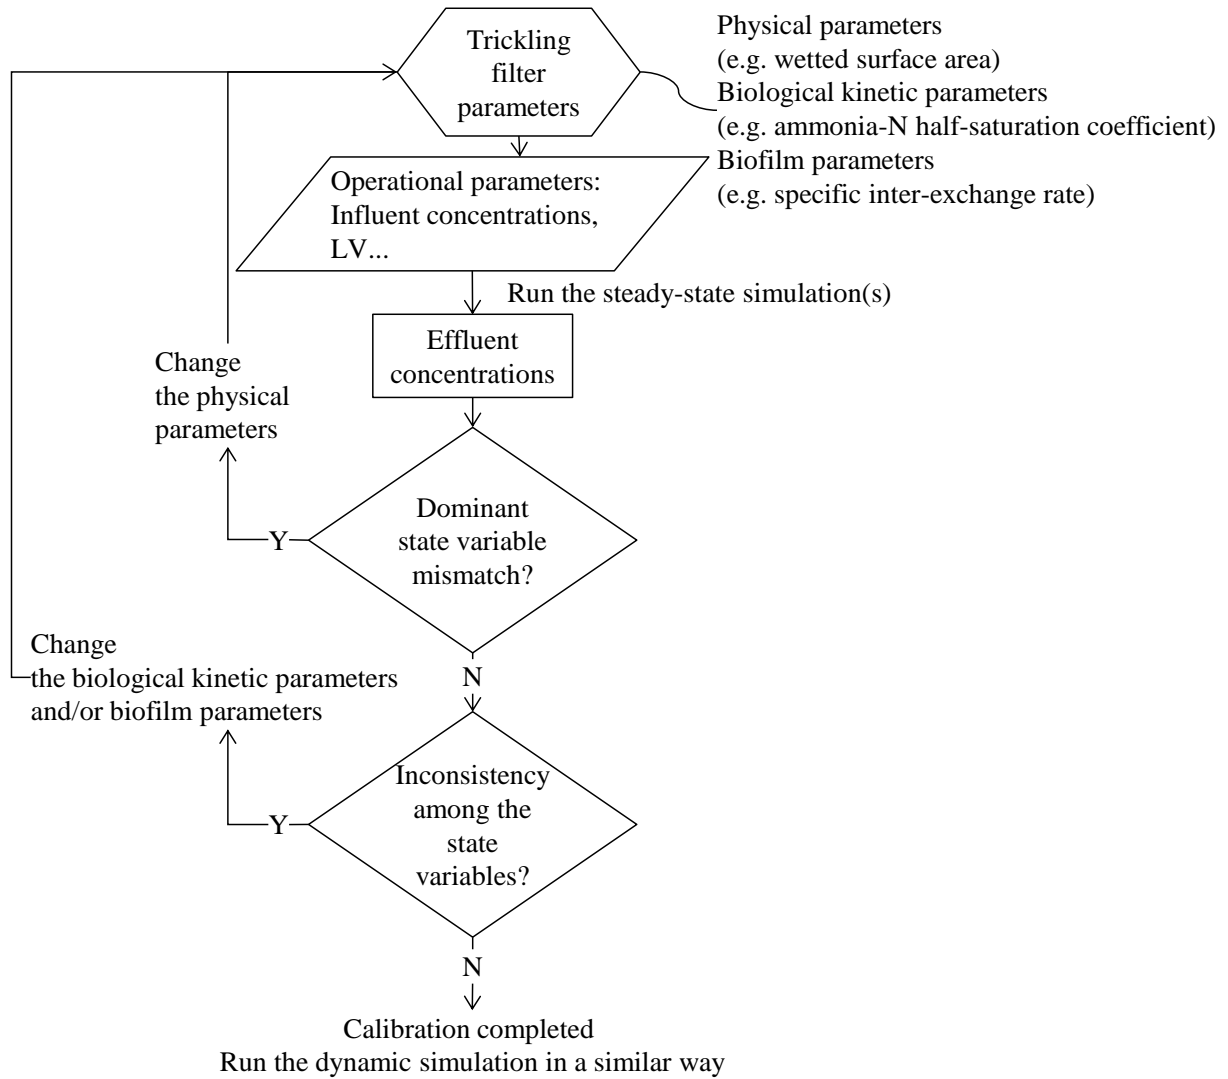 Trickling
filter
parameters
Physical parameters
(e.g. wetted surface area)
Biological kinetic parameters
(e.g. ammonia-N half-saturation coefficient)
Biofilm parameters
(e.g. specific inter-exchange rate)
Operational parameters:
Influent concentrations,
LV...
Run the steady-state simulation(s)
Effluent
concentrations
Change
the physical
parameters
Dominant
state variable
mismatch?
Y
N
Change
the biological kinetic parameters
and/or biofilm parameters
Inconsistency
among the
state
variables?
Y
N
Calibration completed
Run the dynamic simulation in a similar way